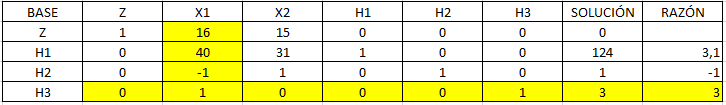 BASE Z X1 X2 H1 H2 H3 SOLUCIÓN RAZÓN
Z 1 16 15 0 0 0 0
H1 0 40 31 1 0 0 124 3,1
H2 0 -1 1 0 1 0 1 -1
H3 0 1 0 0 0 1 3 3